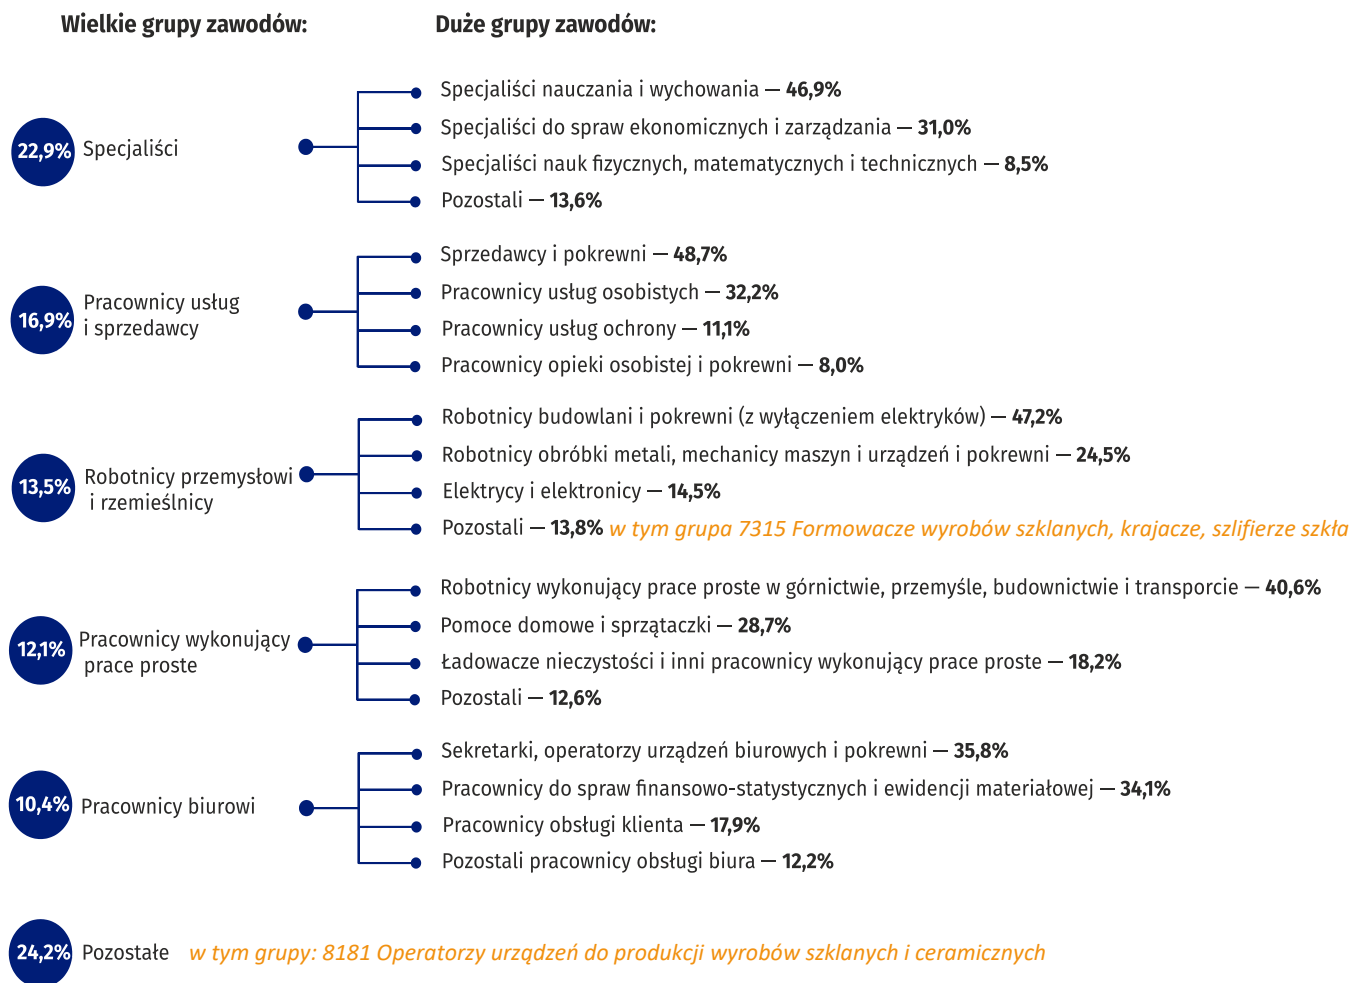 Wielkie grupy zawodów:
Duże grupy zawodów:
22,9%
Specjaliści
Specjaliści nauczania i wychowania — 46,9%
Specjaliści do spraw ekonomicznych i zarządzania — 31,0%
Specjaliści nauk fizycznych, matematycznych i technicznych — 8,5%
Pozostali — 13,6%
16,9%
Pracownicy usług
i sprzedawcy
Sprzedawcy i pokrewni — 48,7%
Pracownicy usług osobistych — 32,2%
Pracownicy usług ochrony — 11,1%
Pracownicy opieki osobistej i pokrewni — 8,0%
13,5%
Robotnicy przemysłowi
i rzemieślnicy
Robotnicy budowlani i pokrewni (z wyłączeniem elektryków) — 47,2%
Robotnicy obróbki metali, mechanicy maszyn i urządzeń i pokrewni — 24,5%
Elektrycy i elektronicy — 14,5%
Pozostali — 13,8% w tym grupa 7315 Formowacze wyrobów szklanych, krajacze, szlifierze szkła
12,1%
Pracownicy wykonujący
prace proste
Robotnicy wykonujący prace proste w górnictwie, przemyśle, budownictwie i transporcie — 40,6%
Pomoce domowe i sprzątaczki — 28,7%
Ładowacze nieczystości i inni pracownicy wykonujący prace proste — 18,2%
Pozostali — 12,6%
10,4%
Pracownicy biurowi
Sekretarki, operatorzy urządzeń biurowych i pokrewni — 35,8%
Pracownicy do spraw finansowo-statystycznych i ewidencji materiałowej — 34,1%
Pracownicy obsługi klienta — 17,9%
Pozostali pracownicy obsługi biura — 12,2%
24,2%
Pozostałe w tym grupy: 8181 Operatorzy urządzeń do produkcji wyrobów szklanych i ceramicznych